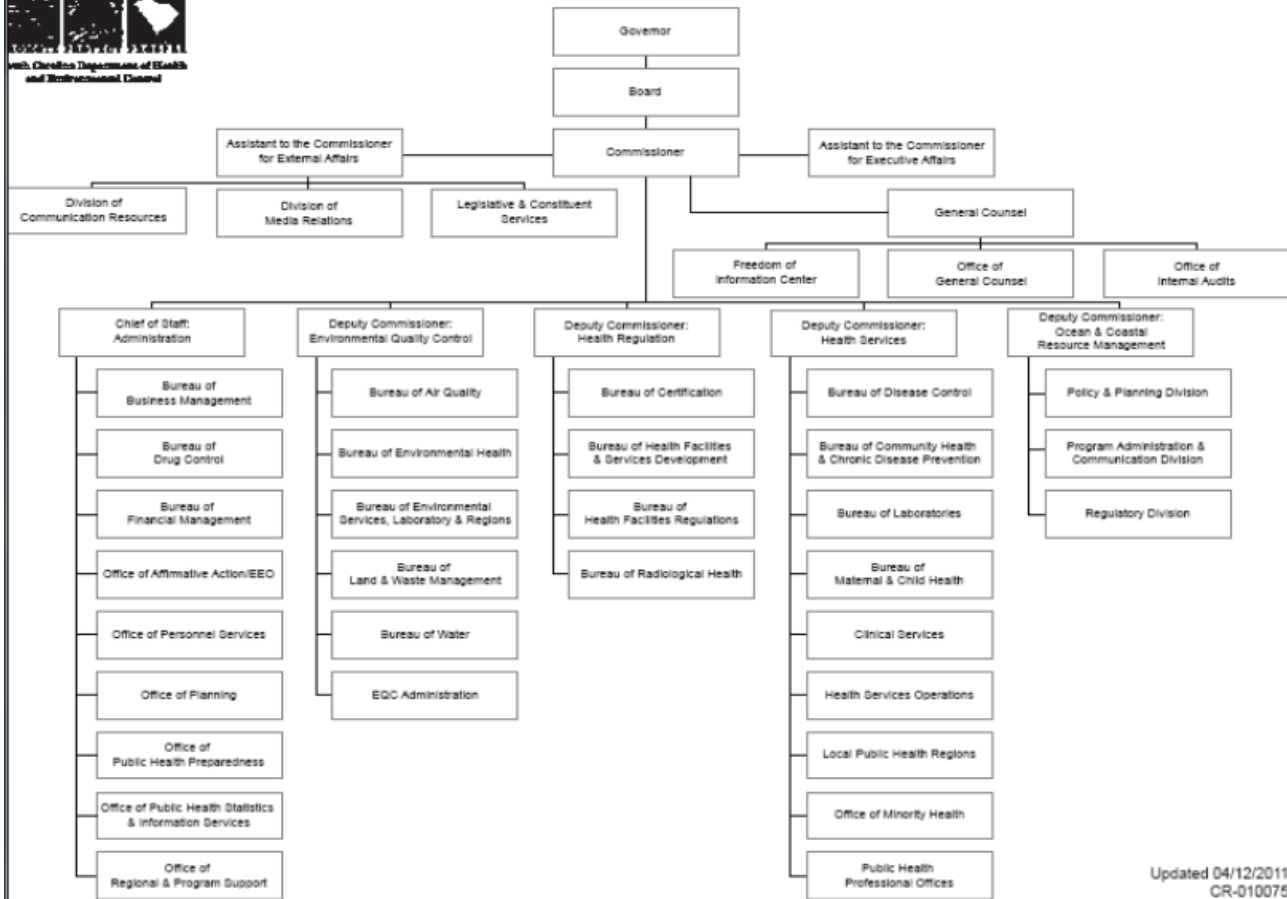 South Carolina Department of Health
and Environmental Control
Governor
Board
Assistant to the Commissioner
for External Affairs
Commissioner
Assistant to the Commissioner
for Executive Affairs
Division of
Communication Resources
Division of
Media Relations
Legislative & Constituent
Services
General Counsel
Freedom of
Information Center
Office of
General Counsel
Office of
Internal Audits
Chief of Staff:
Administration
Bureau of
Business Management
Bureau of
Drug Control
Bureau of
Financial Management
Office of Affirmative Action/EEO
Office of Personnel Services
Office of Planning
Office of
Public Health Preparedness
Office of Public Health Statistics
& Information Services
Office of
Regional & Program Support
Deputy Commissioner:
Environmental Quality Control
Bureau of Air Quality
Bureau of Environmental Health
Bureau of Environmental
Services, Laboratory & Regions
Bureau of
Land & Waste Management
Bureau of Water
EQC Administration
Deputy Commissioner:
Health Regulation
Bureau of Certification
Bureau of Health Facilities
& Services Development
Bureau of
Health Facilities Regulations
Bureau of Radiological Health
Deputy Commissioner:
Health Services
Bureau of Disease Control
Bureau of Community Health
& Chronic Disease Prevention
Bureau of Laboratories
Bureau of
Maternal & Child Health
Clinical Services
Health Services Operations
Local Public Health Regions
Office of Minority Health
Public Health
Professional Offices
Deputy Commissioner:
Ocean & Coastal
Resource Management
Policy & Planning Division
Program Administration &
Communication Division
Regulatory Division
Updated 04/12/2011
CR-010075